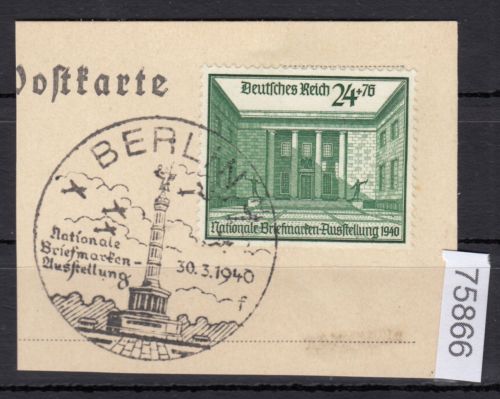 Postkarte
Deutsches Reich 24+76
Nationale Briefmarken-Ausstellung 1940
BERLIN
Nationale
Briefmarken-
Ausstellung
30.3.1940
f
75866